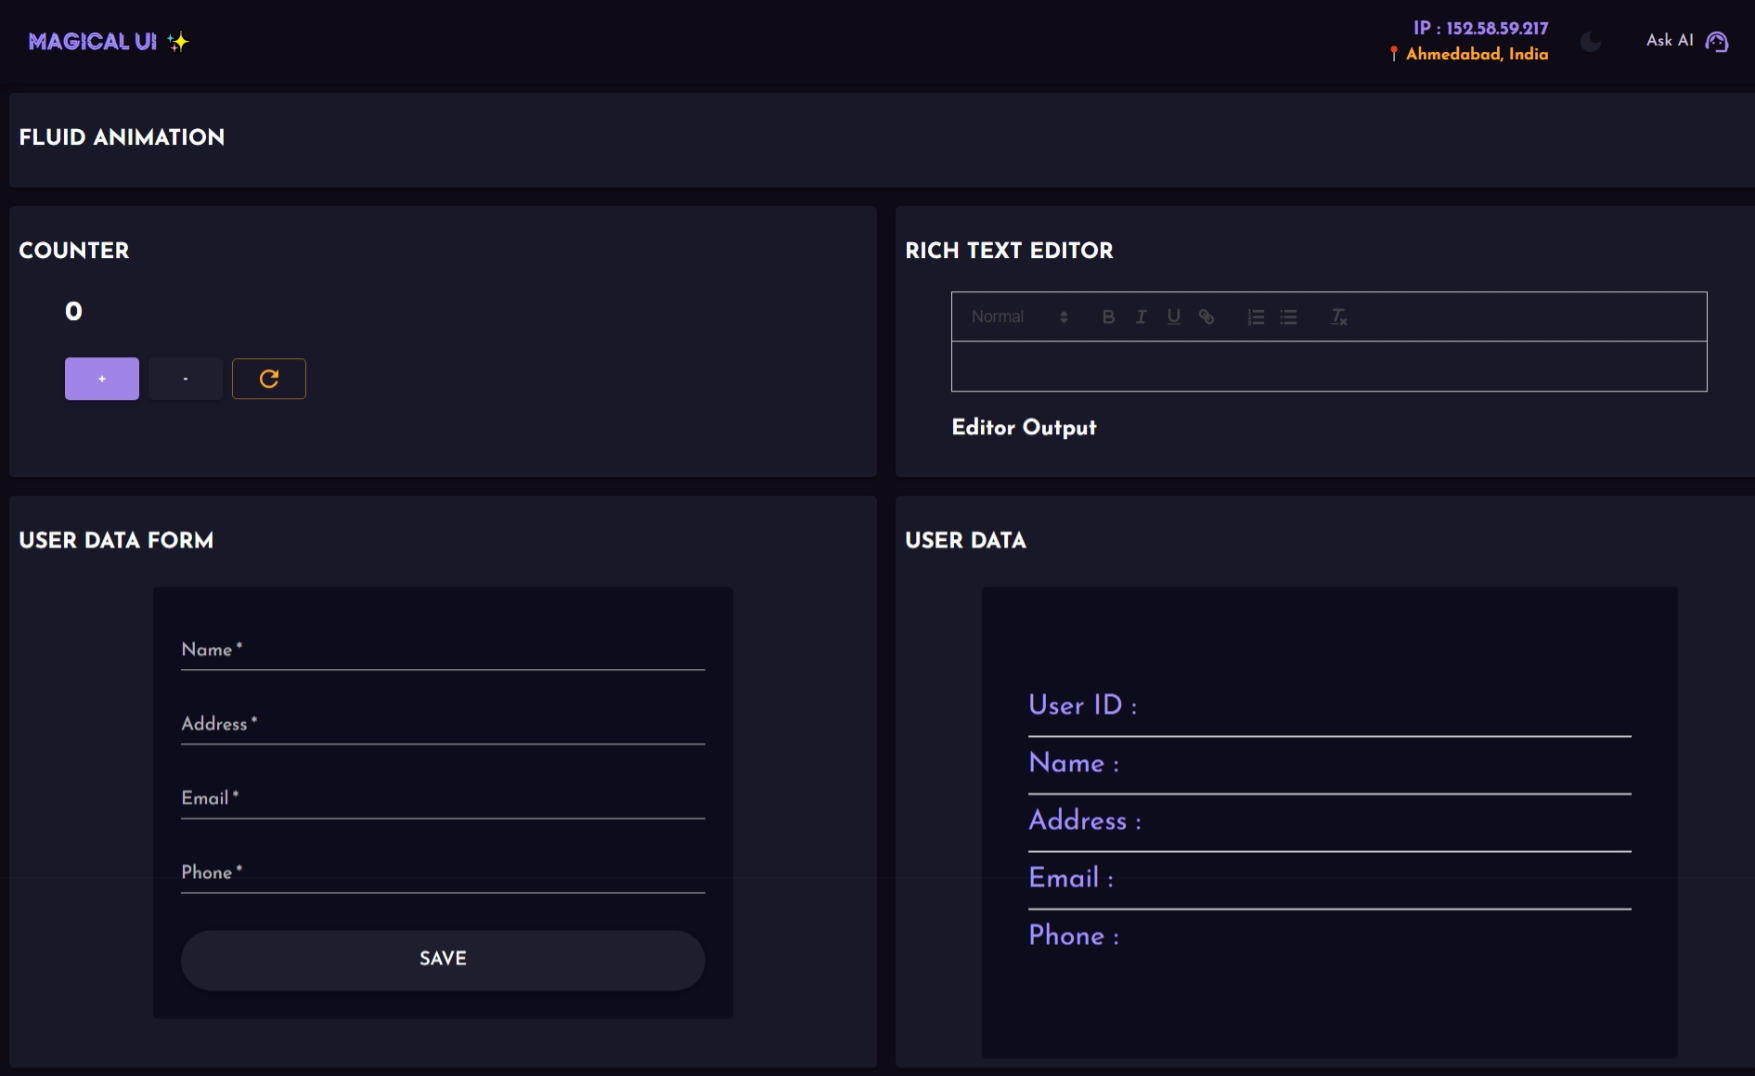 MAGICAL UI ✨
IP : 152.58.59.217
📍 Ahmedabad, India
Ask AI
FLUID ANIMATION
COUNTER
0
+
-
RICH TEXT EDITOR
Normal
B I U
Editor Output
USER DATA FORM
Name *
Address *
Email *
Phone *
SAVE
USER DATA
User ID :
Name :
Address :
Email :
Phone :